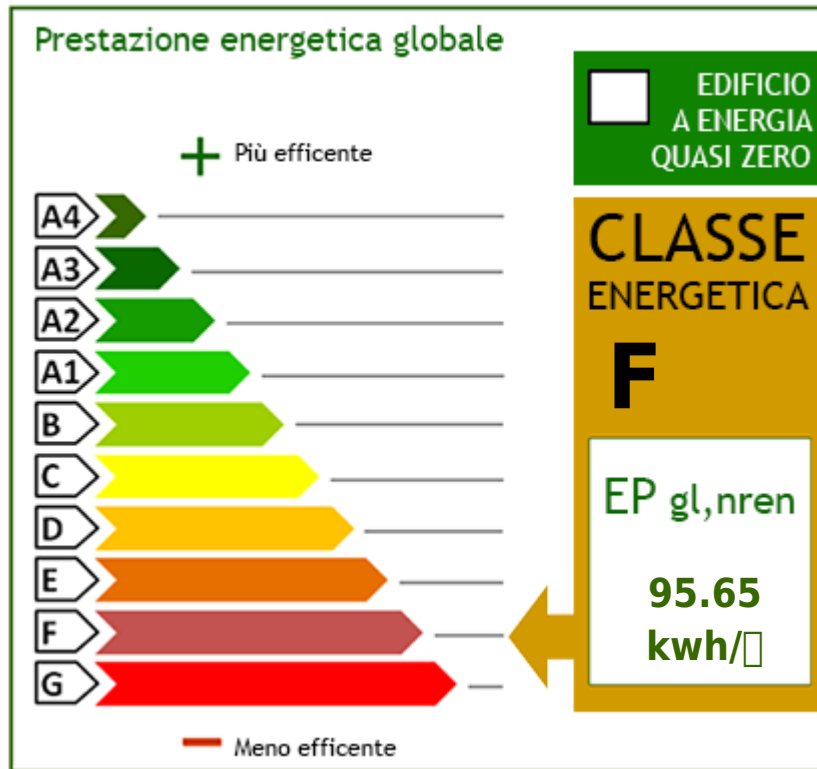 Prestazione energetica globale
Più efficente
A4
A3
A2
A1
B
C
D
E
F
G
Meno efficente
EDIFICIO
A ENERGIA
QUASI ZERO
CLASSE
ENERGETICA
F
EP gl,nren
95.65
kwh/